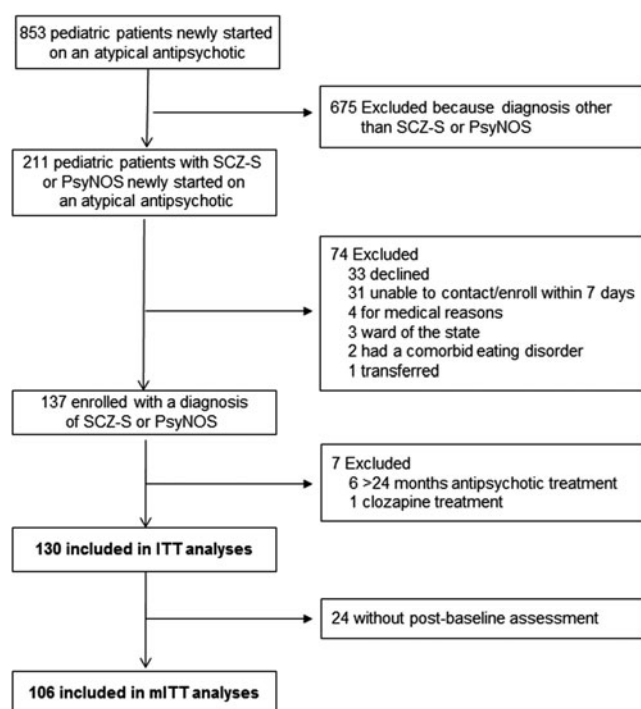 853 pediatric patients newly started
on an atypical antipsychotic
675 Excluded because diagnosis other
than SCZ-S or PsyNOS
211 pediatric patients with SCZ-S
or PsyNOS newly started on
an atypical antipsychotic
74 Excluded
33 declined
31 unable to contact/enroll within 7 days
4 for medical reasons
3 ward of the state
2 had a comorbid eating disorder
1 transferred
137 enrolled with a diagnosis
of SCZ-S or PsyNOS
7 Excluded
6 >24 months antipsychotic treatment
1 clozapine treatment
130 included in ITT analyses
24 without post-baseline assessment
106 included in mITT analyses